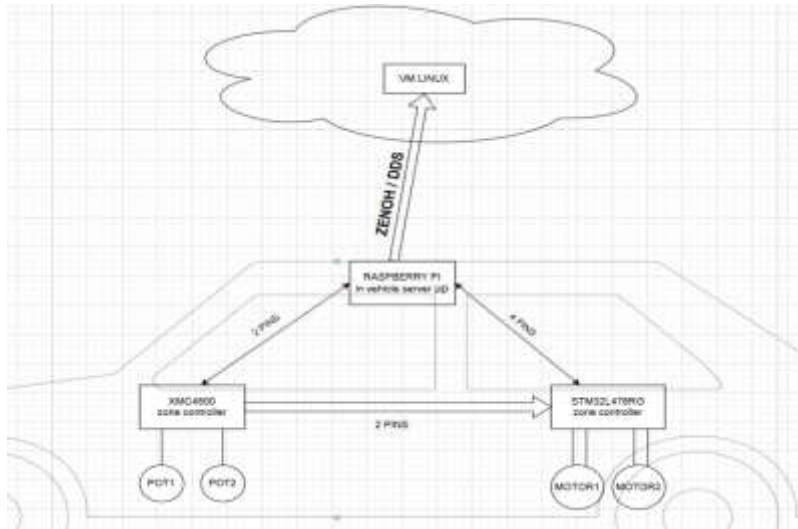 VM LINUX
ZENOH / DDS
RASPBERRY PI
in vehicle server µp
2 PINS
4 PINS
XMC4800
zone controller
2 PINS
STM32L476RG
zone controller
POT1
POT2
MOTOR1
MOTOR2